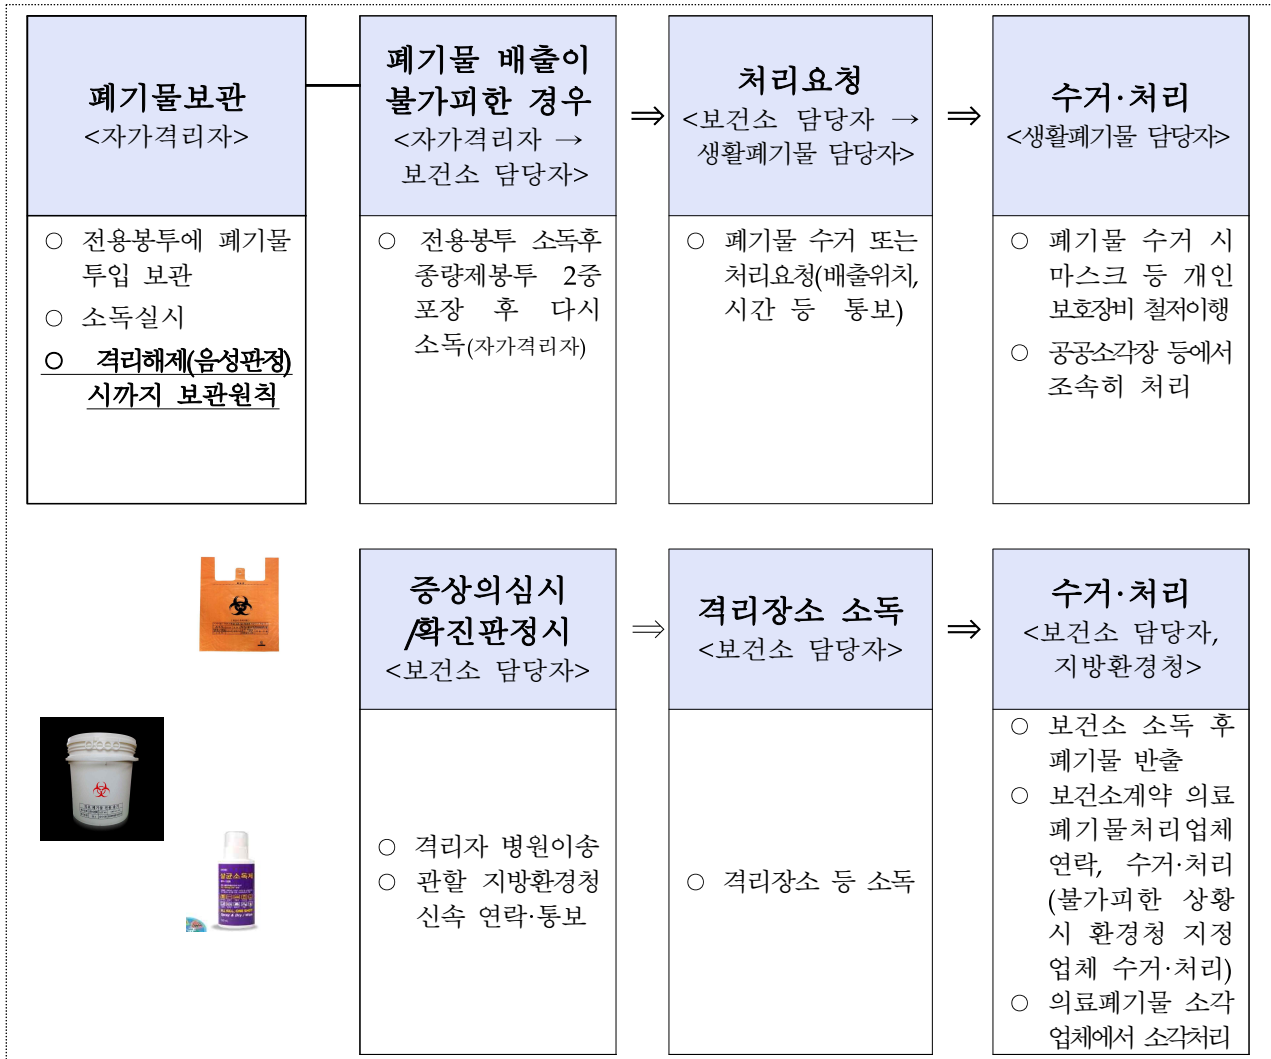 폐기물보관
<자가격리자>
○ 전용봉투에 폐기물
투입 보관
○ 소독실시
○ 격리해제(음성판정)
시까지 보관원칙
폐기물 배출이
불가피한 경우
<자가격리자 →
보건소 담당자>
○ 전용봉투 소독후
종량제봉투 2중
포장 후 다시
소독(자가격리자)
⇒
처리요청
<보건소 담당자 →
생활폐기물 담당자>
○ 폐기물 수거 또는
처리요청(배출위치,
시간 등 통보)
⇒
수거·처리
<생활폐기물 담당자>
○ 폐기물 수거 시
마스크 등 개인
보호장비 철저이행
○ 공공소각장 등에서
조속히 처리
증상의심시
/확진판정시
<보건소 담당자>
○ 격리자 병원이송
○ 관할 지방환경청
신속 연락·통보
⇒
격리장소 소독
<보건소 담당자>
○ 격리장소 등 소독
⇒
수거·처리
<보건소 담당자,
지방환경청>
○ 보건소 소독 후
폐기물 반출
○ 보건소계약 의료
폐기물처리업체
연락, 수거·처리
(불가피한 상황
시 환경청 지정
업체 수거·처리)
○ 의료폐기물 소각
업체에서 소각처리
살균소독제